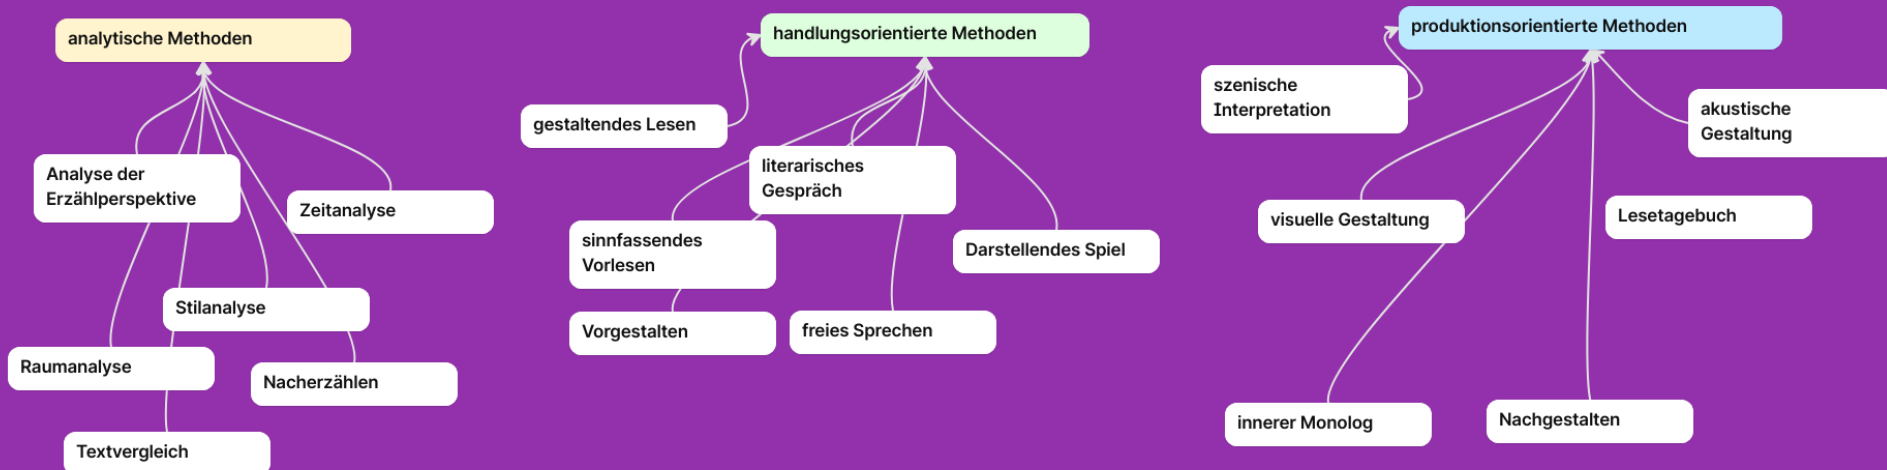 analytische Methoden
Analyse der
Erzählperspektive
Zeitanalyse
Stilanalyse
Raumanalyse
Nacherzählen
Textvergleich
handlungsorientierte Methoden
gestaltendes Lesen
literarisches
Gespräch
sinnfassendes
Vorlesen
Darstellendes Spiel
Vorgestalten
freies Sprechen
produktionsorientierte Methoden
szenische
Interpretation
akustische
Gestaltung
visuelle Gestaltung
Lesetagebuch
innerer Monolog
Nachgestalten